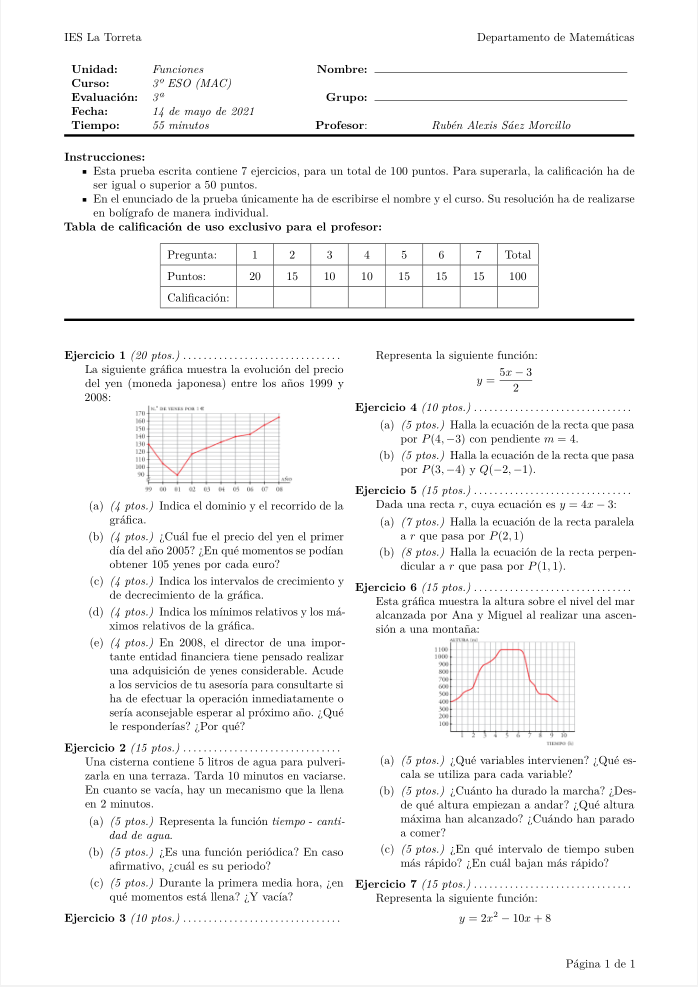 IES La Torreta
Departamento de Matemáticas
Unidad: Funciones
Nombre:
Curso: 3º ESO (MAC)
Evaluación: 3ª
Grupo:
Fecha: 14 de mayo de 2021
Tiempo: 55 minutos
Profesor: Rubén Alexis Sáez Morcillo
Instrucciones:
▪ Esta prueba escrita contiene 7 ejercicios, para un total de 100 puntos. Para superarla, la calificación ha de
ser igual o superior a 50 puntos.
▪ En el enunciado de la prueba únicamente ha de escribirse el nombre y el curso. Su resolución ha de realizarse
en bolígrafo de manera individual.
Tabla de calificación de uso exclusivo para el profesor:
Pregunta: 1 2 3 4 5 6 7 Total
Puntos: 20 15 10 10 15 15 15 100
Calificación:
Ejercicio 1 (20 ptos.) . . . . . . . . . . . . . . . . . . . . . . . . . . . . . .
La siguiente gráfica muestra la evolución del precio
del yen (moneda japonesa) entre los años 1999 y
2008:
N.º DE YENES POR 1 €
170
160
150
140
130
120
110
100
90
AÑO
99 00 01 02 03 04 05 06 07 08
(a) (4 ptos.) Indica el dominio y el recorrido de la
gráfica.
(b) (4 ptos.) ¿Cuál fue el precio del yen el primer
día del año 2005? ¿En qué momentos se podían
obtener 105 yenes por cada euro?
(c) (4 ptos.) Indica los intervalos de crecimiento y
de decrecimiento de la gráfica.
(d) (4 ptos.) Indica los mínimos relativos y los má-
ximos relativos de la gráfica.
(e) (4 ptos.) En 2008, el director de una impor-
tante entidad financiera tiene pensado realizar
una adquisición de yenes considerable. Acude
a los servicios de tu asesoría para consultarte si
ha de efectuar la operación inmediatamente o
sería aconsejable esperar al próximo año. ¿Qué
le responderías? ¿Por qué?
Ejercicio 2 (15 ptos.) . . . . . . . . . . . . . . . . . . . . . . . . . . . . . .
Una cisterna contiene 5 litros de agua para pulveri-
zarla en una terraza. Tarda 10 minutos en vaciarse.
En cuanto se vacía, hay un mecanismo que la llena
en 2 minutos.
(a) (5 ptos.) Representa la función tiempo - canti-
dad de agua.
(b) (5 ptos.) ¿Es una función periódica? En caso
afirmativo, ¿cuál es su periodo?
(c) (5 ptos.) Durante la primera media hora, ¿en
qué momentos está llena? ¿Y vacía?
Ejercicio 3 (10 ptos.) . . . . . . . . . . . . . . . . . . . . . . . . . . . . . .
Representa la siguiente función:
y = (5x − 3)/2
Ejercicio 4 (10 ptos.) . . . . . . . . . . . . . . . . . . . . . . . . . . . . . .
(a) (5 ptos.) Halla la ecuación de la recta que pasa
por P(4, −3) con pendiente m = 4.
(b) (5 ptos.) Halla la ecuación de la recta que pasa
por P(3, −4) y Q(−2, −1).
Ejercicio 5 (15 ptos.) . . . . . . . . . . . . . . . . . . . . . . . . . . . . . .
Dada una recta r, cuya ecuación es y = 4x − 3:
(a) (7 ptos.) Halla la ecuación de la recta paralela
a r que pasa por P(2, 1)
(b) (8 ptos.) Halla la ecuación de la recta perpen-
dicular a r que pasa por P(1, 1).
Ejercicio 6 (15 ptos.) . . . . . . . . . . . . . . . . . . . . . . . . . . . . . .
Esta gráfica muestra la altura sobre el nivel del mar
alcanzada por Ana y Miguel al realizar una ascen-
sión a una montaña:
ALTURA (m)
1100
1000
900
800
700
600
500
400
300
200
100
1 2 3 4 5 6 7 8 9 10
TIEMPO (h)
(a) (5 ptos.) ¿Qué variables intervienen? ¿Qué es-
cala se utiliza para cada variable?
(b) (5 ptos.) ¿Cuánto ha durado la marcha? ¿Des-
de qué altura empiezan a andar? ¿Qué altura
máxima han alcanzado? ¿Cuándo han parado
a comer?
(c) (5 ptos.) ¿En qué intervalo de tiempo suben
más rápido? ¿En cuál bajan más rápido?
Ejercicio 7 (15 ptos.) . . . . . . . . . . . . . . . . . . . . . . . . . . . . . .
Representa la siguiente función:
y = 2x² − 10x + 8
Página 1 de 1